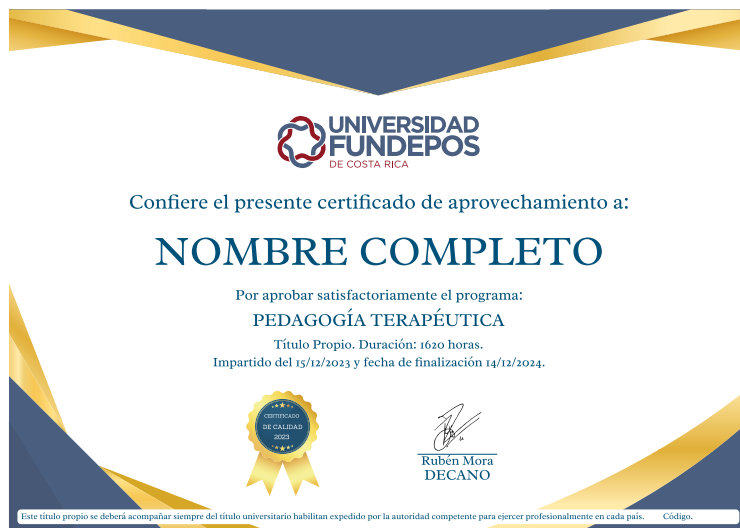 UNIVERSIDAD
FUNDEPOS
DE COSTA RICA
Confiere el presente certificado de aprovechamiento a:
NOMBRE COMPLETO
Por aprobar satisfactoriamente el programa:
PEDAGOGÍA TERAPÉUTICA
Título Propio. Duración: 1620 horas.
Impartido del 15/12/2023 y fecha de finalización 14/12/2024.
CERTIFICADO
DE CALIDAD
2023
Rubén Mora
DECANO
Este título propio se deberá acompañar siempre del título universitario habilitan expedido por la autoridad competente para ejercer profesionalmente en cada país. Código.